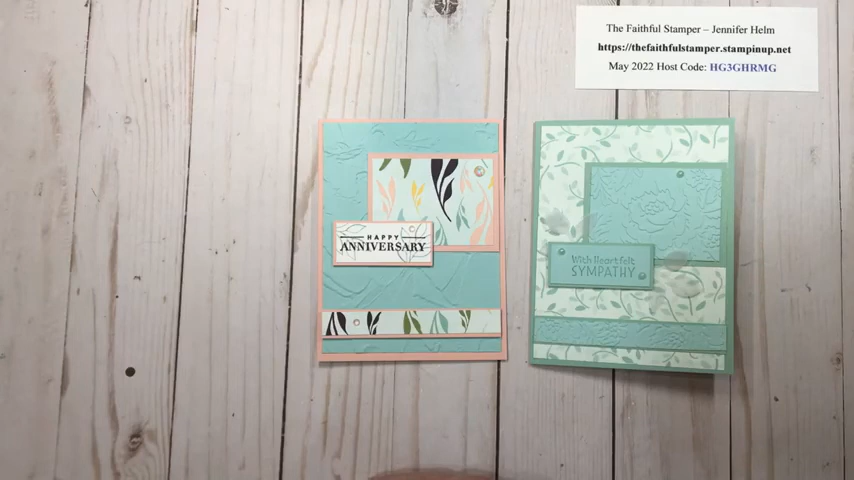 The Faithful Stamper – Jennifer Helm
https://thefaithfulstamper.stampinup.net
May 2022 Host Code: HG3GHRMG
HAPPY
ANNIVERSARY
With Heartfelt
SYMPATHY